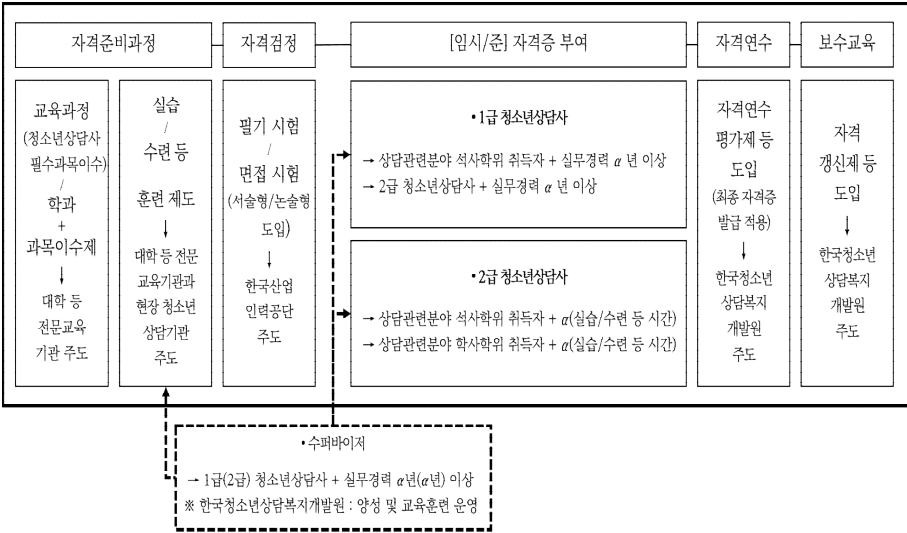 자격준비과정
자격검정
[임시/준] 자격증 부여
자격연수
보수교육
교육과정
(청소년상담사
필수과목이수)
/
학과
+
과목이수제
↓
대학 등
전문교육
기관 주도
실습
/
수련 등
훈련 제도
↓
대학 등 전문
교육기관과
현장 청소년
상담기관
주도
필기 시험
/
면접 시험
(서술형/논술형
도입)
↓
한국산업
인력공단
주도
• 1급 청소년상담사
→ 상담관련분야 석사학위 취득자 + 실무경력 α 년 이상
→ 2급 청소년상담사 + 실무경력 α 년 이상
• 2급 청소년상담사
→ 상담관련분야 석사학위 취득자 + α(실습/수련 등 시간)
→ 상담관련분야 학사학위 취득자 + α(실습/수련 등 시간)
자격연수
평가제 등
도입
(최종 자격증
발급 적용)
↓
한국청소년
상담복지
개발원
주도
자격
갱신제 등
도입
↓
한국청소년
상담복지
개발원
주도
• 수퍼바이저
→ 1급(2급) 청소년상담사 + 실무경력 α년(α년) 이상
※ 한국청소년상담복지개발원 : 양성 및 교육훈련 운영